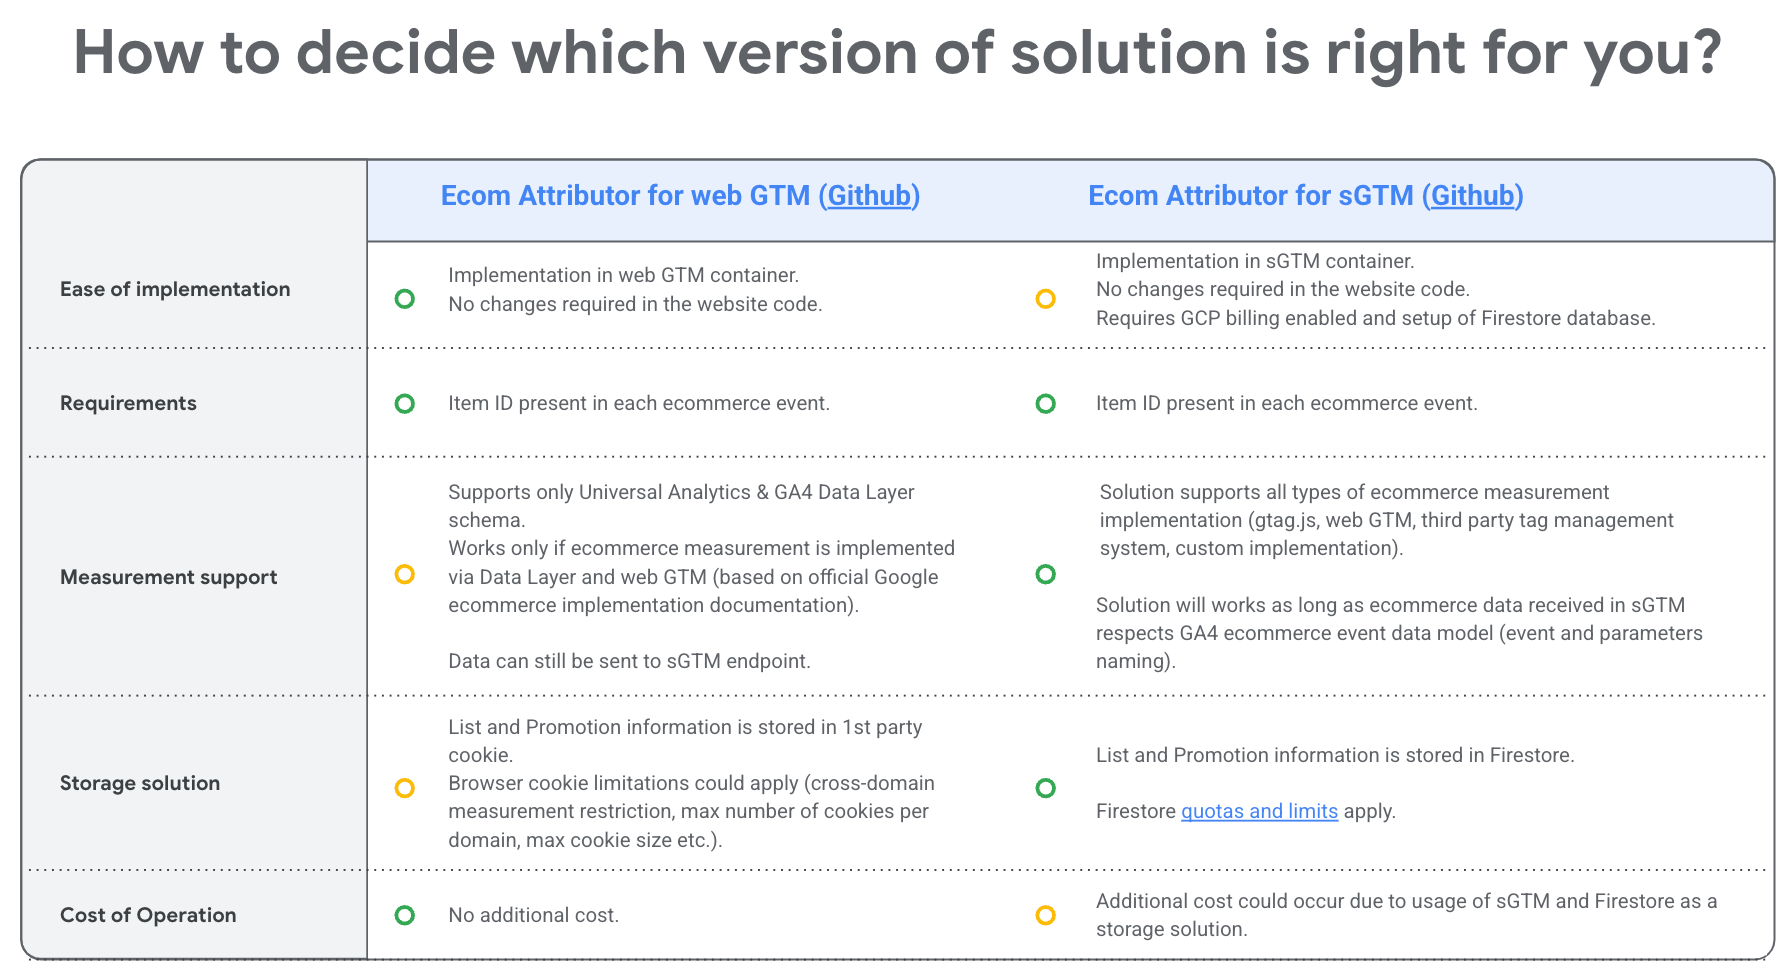 How to decide which version of solution is right for you?
Ecom Attributor for web GTM (Github)
Ecom Attributor for sGTM (Github)
Ease of implementation
Implementation in web GTM container.
No changes required in the website code.
Implementation in sGTM container.
No changes required in the website code.
Requires GCP billing enabled and setup of Firestore database.
Requirements
Item ID present in each ecommerce event.
Item ID present in each ecommerce event.
Measurement support
Supports only Universal Analytics & GA4 Data Layer
schema.
Works only if ecommerce measurement is implemented
via Data Layer and web GTM (based on official Google
ecommerce implementation documentation).
Data can still be sent to sGTM endpoint.
Solution supports all types of ecommerce measurement
implementation (gtag.js, web GTM, third party tag management
system, custom implementation).
Solution will works as long as ecommerce data received in sGTM
respects GA4 ecommerce event data model (event and parameters
naming).
Storage solution
List and Promotion information is stored in 1st party
cookie.
Browser cookie limitations could apply (cross-domain
measurement restriction, max number of cookies per
domain, max cookie size etc.).
List and Promotion information is stored in Firestore.
Firestore quotas and limits apply.
Cost of Operation
No additional cost.
Additional cost could occur due to usage of sGTM and Firestore as a
storage solution.